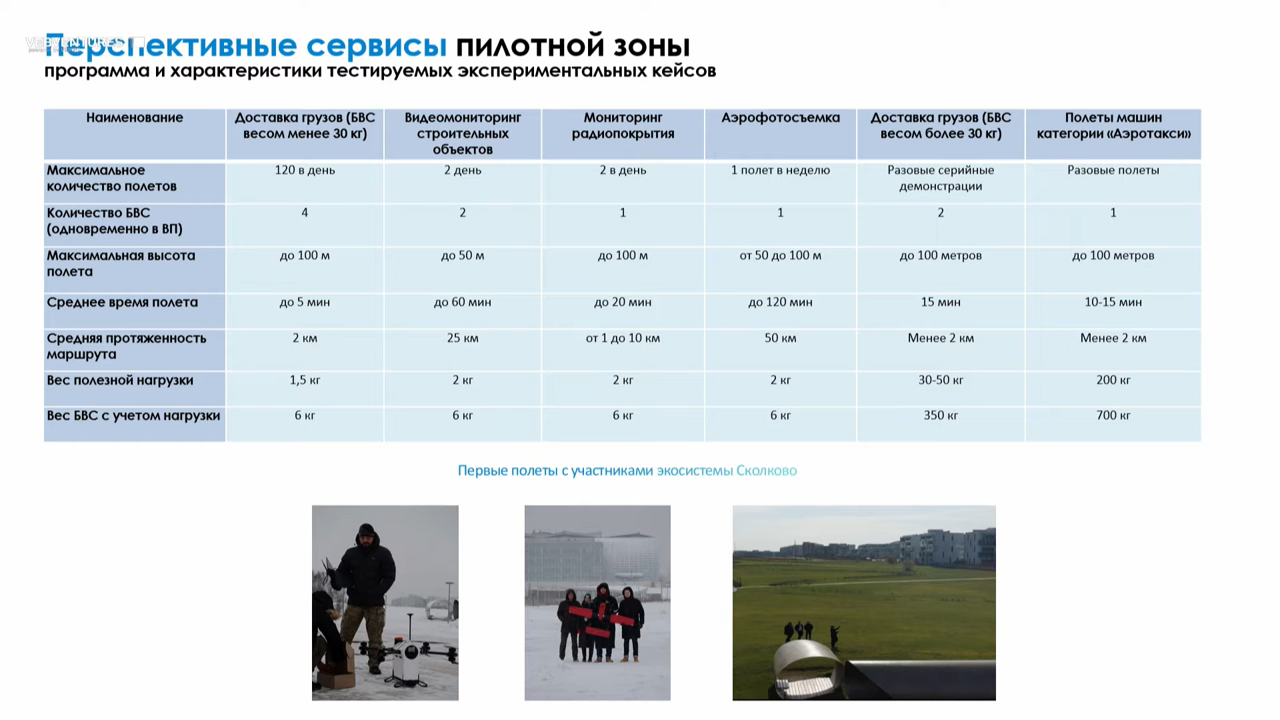 Перспективные сервисы пилотной зоны
программа и характеристики тестируемых экспериментальных кейсов
Наименование
Доставка грузов (БВС
весом менее 30 кг)
Видеомониторинг
строительных
объектов
Мониторинг
радиопокрытия
Аэрофотосъемка
Доставка грузов (БВС
весом более 30 кг)
Полеты машин
категории «Аэротакси»
Максимальное
количество полетов
120 в день
2 день
2 в день
1 полет в неделю
Разовые серийные
демонстрации
Разовые полеты
Количество БВС
(одновременно в ВП)
4
2
1
1
2
1
Максимальная высота
полета
до 100 м
до 50 м
до 100 м
от 50 до 100 м
до 100 метров
до 100 метров
Среднее время полета
до 5 мин
до 60 мин
до 20 мин
до 120 мин
15 мин
10-15 мин
Средняя протяженность
маршрута
2 км
25 км
от 1 до 10 км
50 км
Менее 2 км
Менее 2 км
Вес полезной нагрузки
1,5 кг
2 кг
2 кг
2 кг
30-50 кг
200 кг
Вес БВС с учетом нагрузки
6 кг
6 кг
6 кг
6 кг
350 кг
700 кг
Первые полеты с участниками экосистемы Сколково